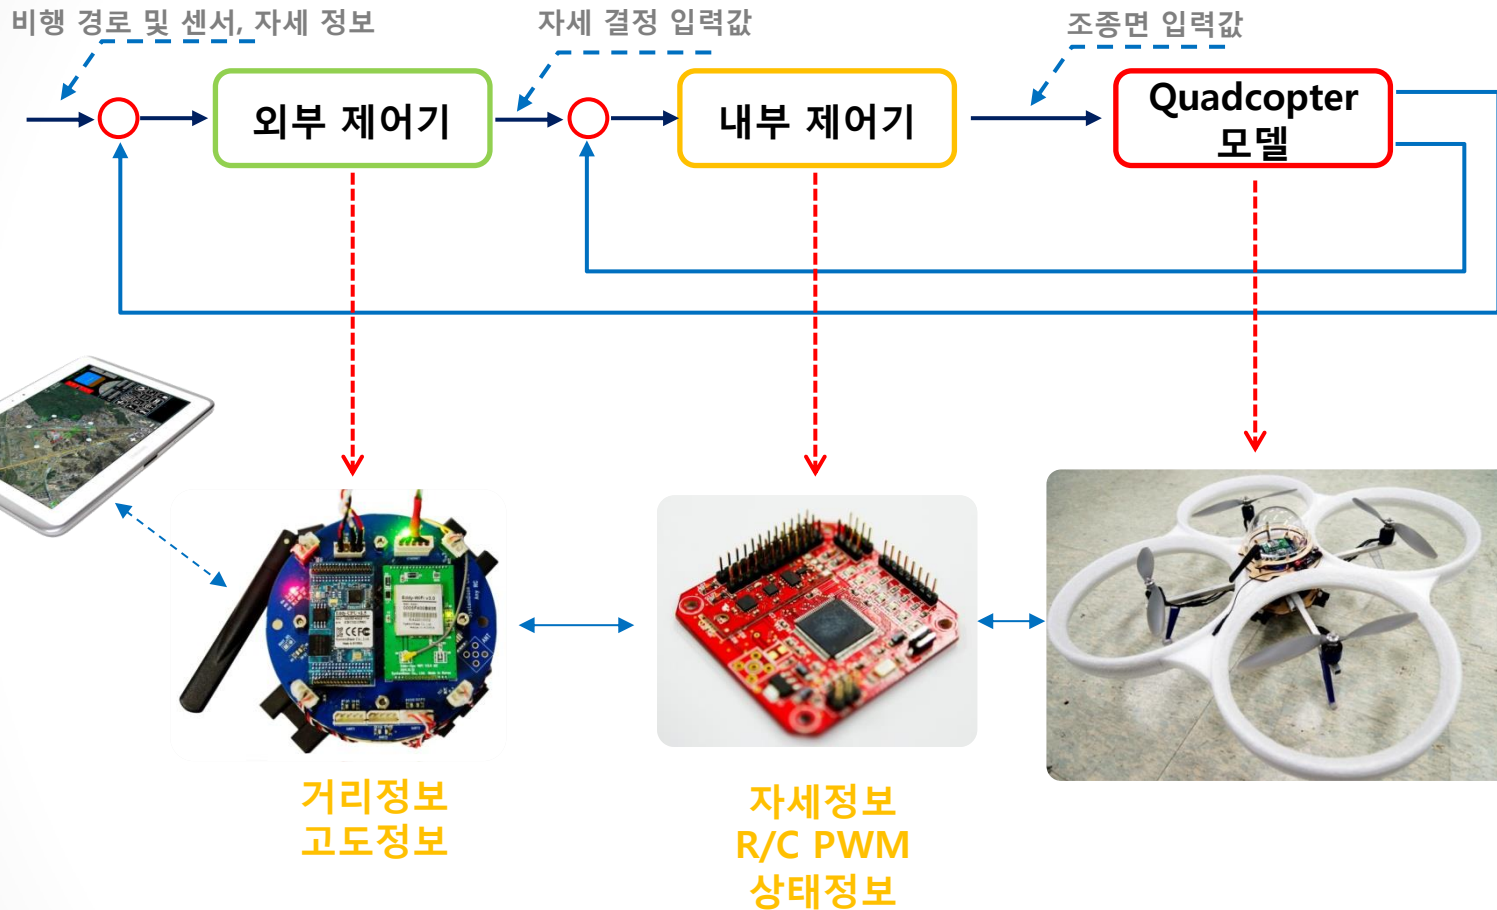 비행 경로 및 센서, 자세 정보
자세 결정 입력값
조종면 입력값
외부 제어기
내부 제어기
Quadcopter
모델
거리정보
고도정보
자세정보
R/C PWM
상태정보